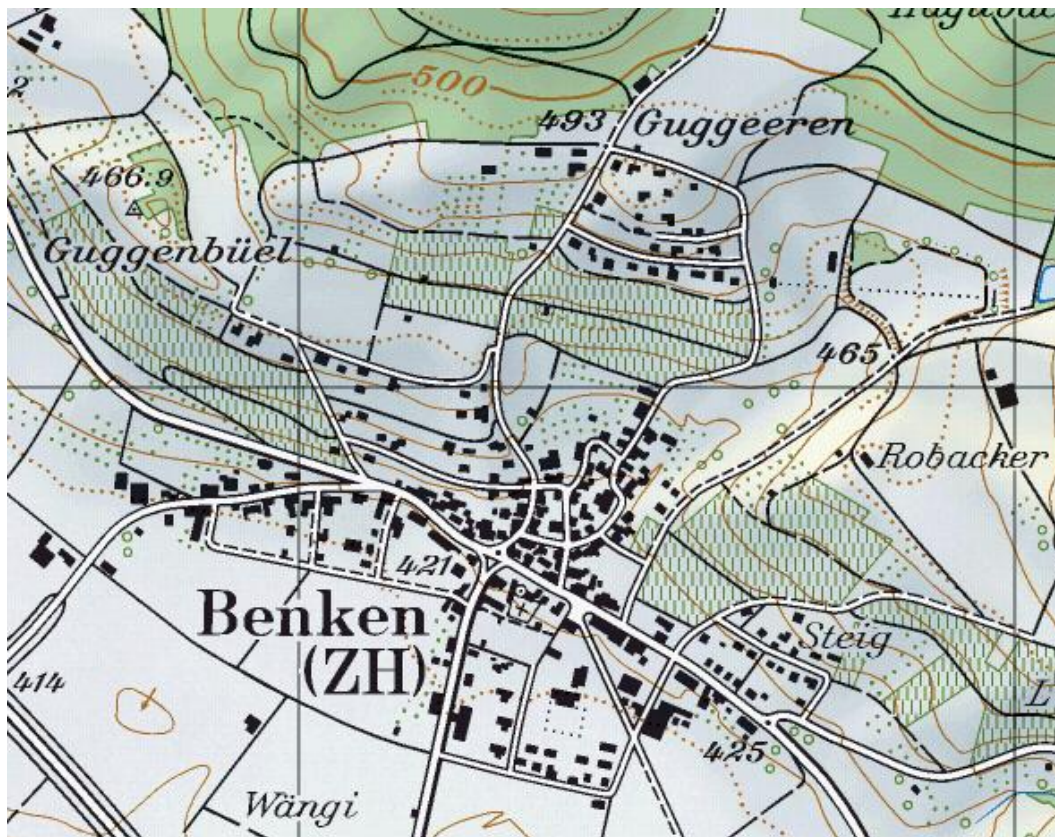 500
493 Guggeeren
466.9
Guggenbüel
465
Robacker
421
Benken
(ZH)
Steig
414
425
Wängi